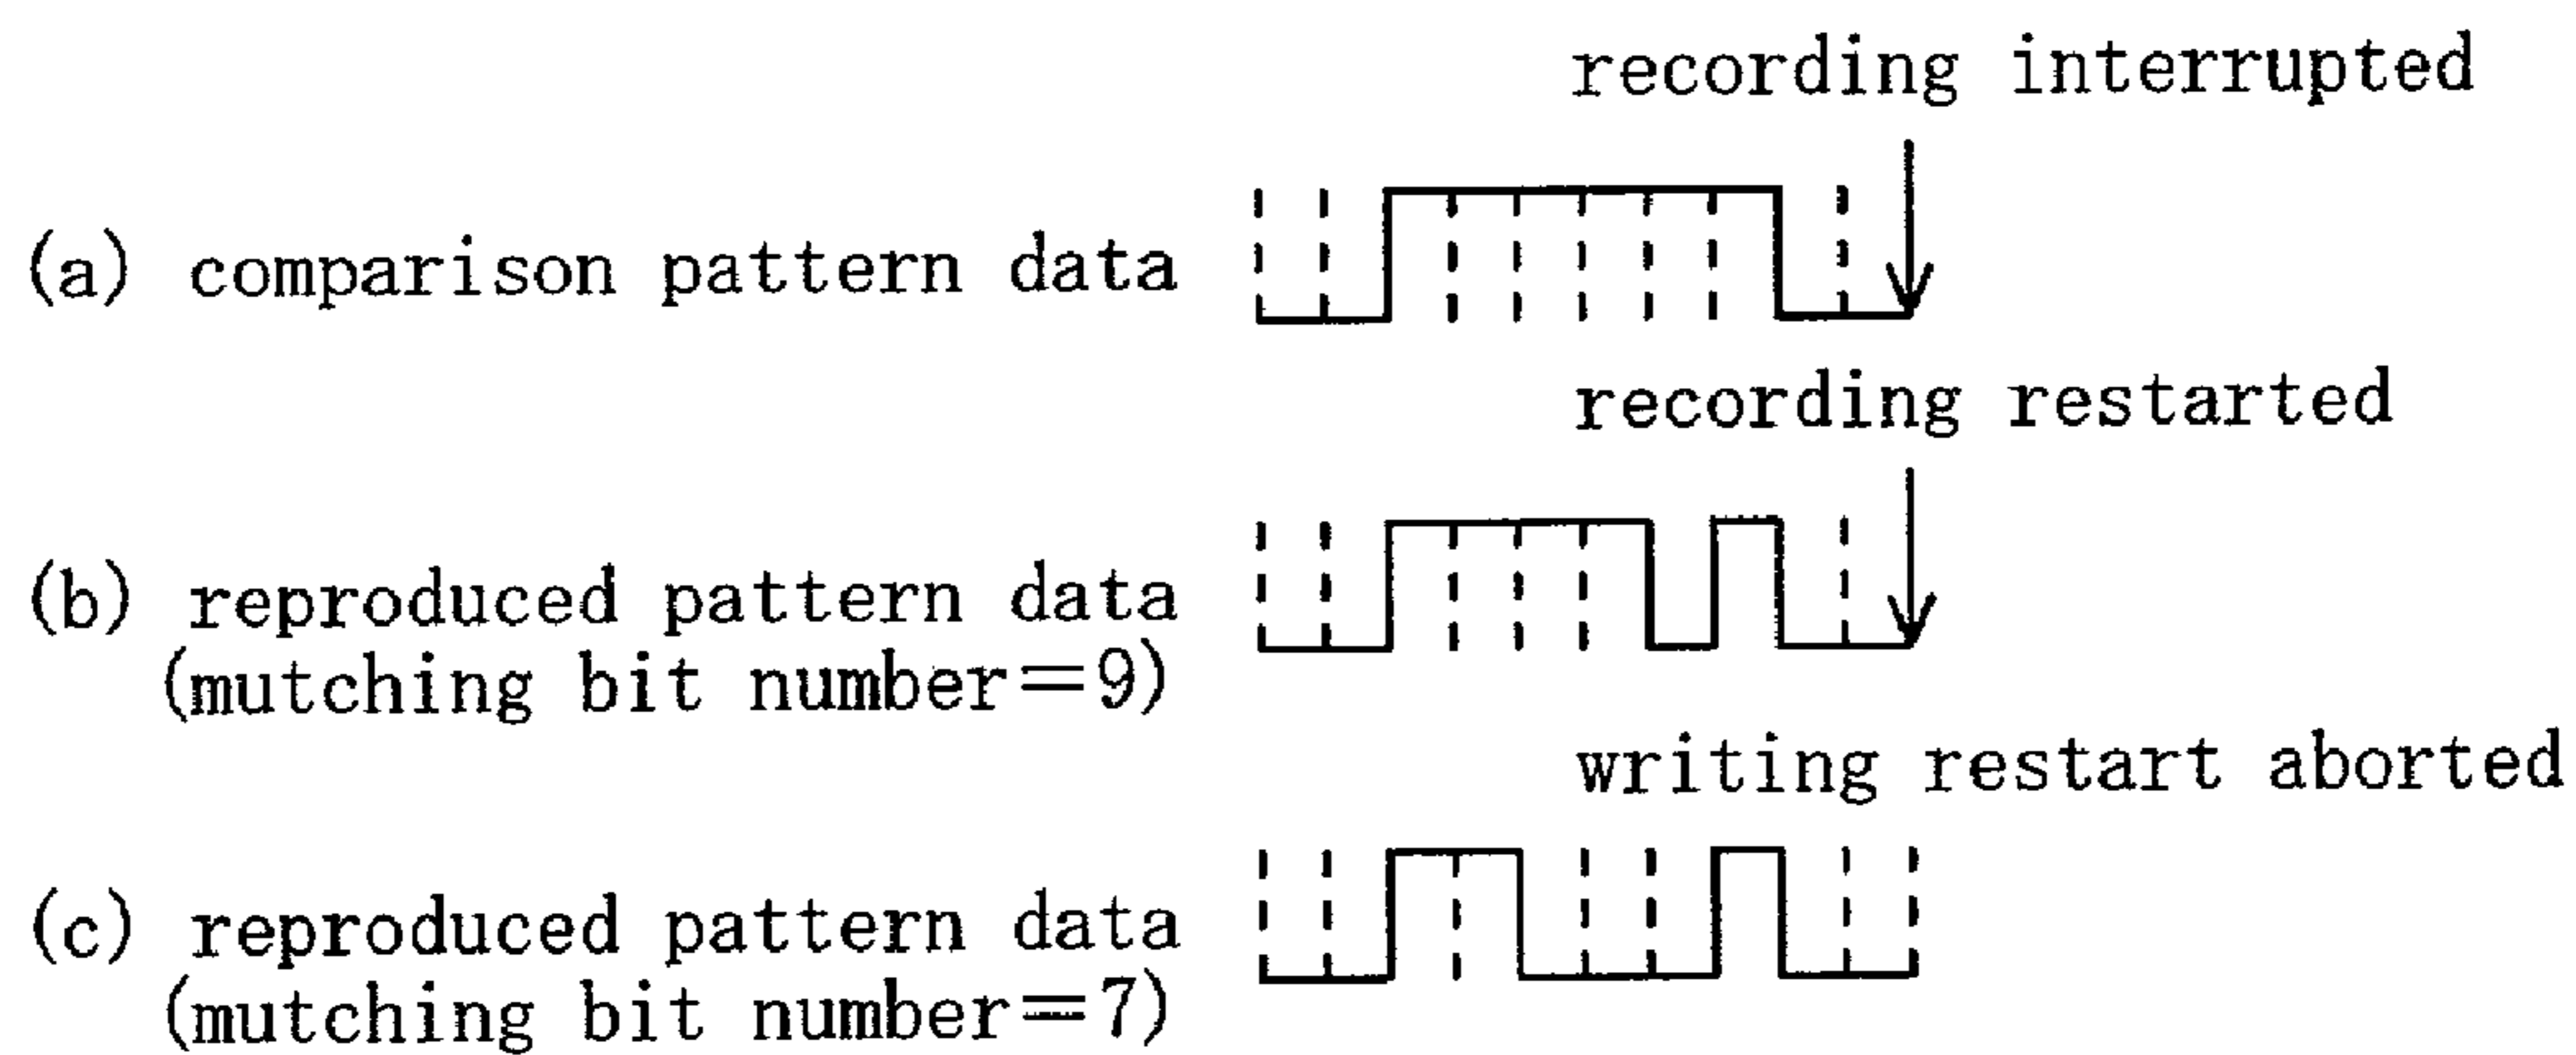 recording interrupted
(a) comparison pattern data
recording restarted
(b) reproduced pattern data
(mutching bit number=9)
writing restart aborted
(c) reproduced pattern data
(mutching bit number=7)